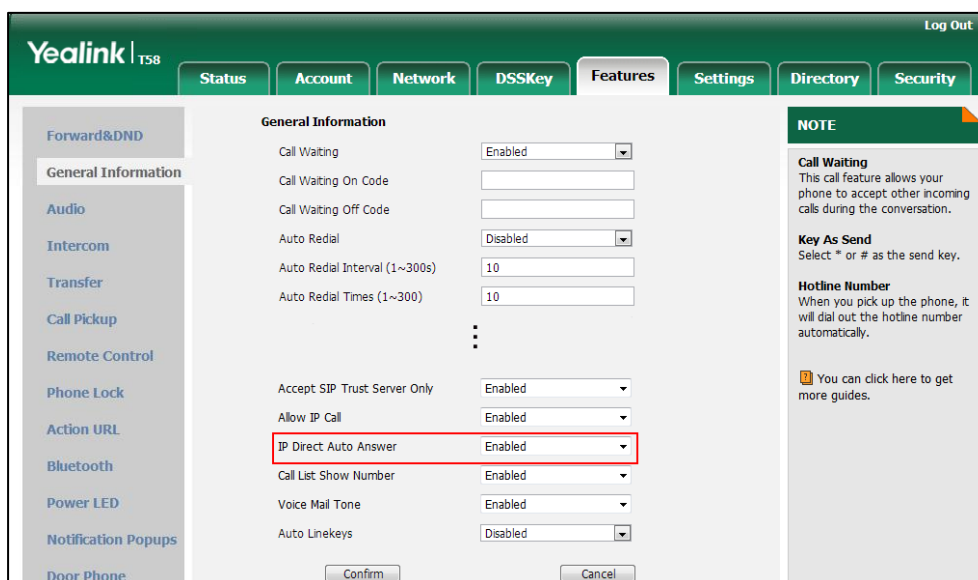 Log Out
Yealink T58
Status Account Network DSSKey Features Settings Directory Security
Forward&DND
General Information
Audio
Intercom
Transfer
Call Pickup
Remote Control
Phone Lock
Action URL
Bluetooth
Power LED
Notification Popups
Door Phone
General Information
Call Waiting Enabled
Call Waiting On Code
Call Waiting Off Code
Auto Redial Disabled
Auto Redial Interval (1~300s) 10
Auto Redial Times (1~300) 10
Accept SIP Trust Server Only Enabled
Allow IP Call Enabled
IP Direct Auto Answer Enabled
Call List Show Number Enabled
Voice Mail Tone Enabled
Auto Linekeys Disabled
Confirm Cancel
NOTE
Call Waiting
This call feature allows your
phone to accept other incoming
calls during the conversation.
Key As Send
Select * or # as the send key.
Hotline Number
When you pick up the phone, it
will dial out the hotline number
automatically.
You can click here to get
more guides.